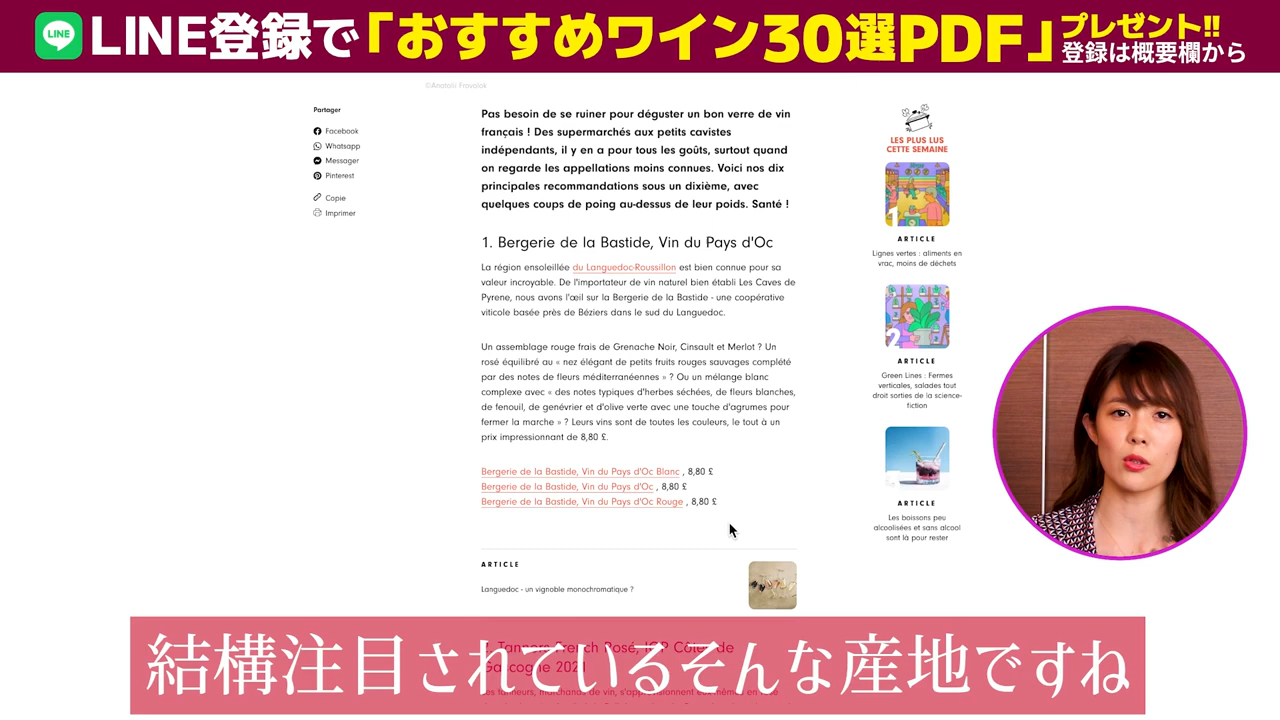 LINE
LINE登録で「おすすめワイン30選PDF」
プレゼント!!
登録は概要欄から
©Anatolii Frovolok
Partager
Facebook
Whatsapp
Messager
Pinterest
Copie
Imprimer
Pas besoin de se ruiner pour déguster un bon verre de vin
français ! Des supermarchés aux petits cavistes
indépendants, il y en a pour tous les goûts, surtout quand
on regarde les appellations moins connues. Voici nos dix
principales recommandations sous un dixième, avec
quelques coups de poing au-dessus de leur poids. Santé !
1. Bergerie de la Bastide, Vin du Pays d'Oc
La région ensoleillée du Languedoc-Roussillon est bien connue pour sa
valeur incroyable. De l'importateur de vin naturel bien établi Les Caves de
Pyrene, nous avons l'œil sur la Bergerie de la Bastide - une coopérative
viticole basée près de Béziers dans le sud du Languedoc.
Un assemblage rouge frais de Grenache Noir, Cinsault et Merlot ? Un
rosé équilibré au « nez élégant de petits fruits rouges sauvages complété
par des notes de fleurs méditerranéennes » ? Ou un mélange blanc
complexe avec « des notes typiques d'herbes séchées, de fleurs blanches,
de fenouil, de genévrier et d'olive verte avec une touche d'agrumes pour
fermer la marche » ? Leurs vins sont de toutes les couleurs, le tout à un
prix impressionnant de 8,80 £.
Bergerie de la Bastide, Vin du Pays d'Oc Blanc , 8,80 £
Bergerie de la Bastide, Vin du Pays d'Oc , 8,80 £
Bergerie de la Bastide, Vin du Pays d'Oc Rouge , 8,80 £
ARTICLE
Languedoc - un vignoble monochromatique ?
Tanners French Rosé, IGP Côtes de
Gascogne 2021
LES PLUS LUS
CETTE SEMAINE
1
ARTICLE
Lignes vertes : aliments en
vrac, moins de déchets
2
ARTICLE
Green Lines : Fermes
verticales, salades tout
droit sorties de la science-
fiction
ARTICLE
Les boissons peu
alcoolisées et sans alcool
sont là pour rester
結構注目されているそんな産地ですね